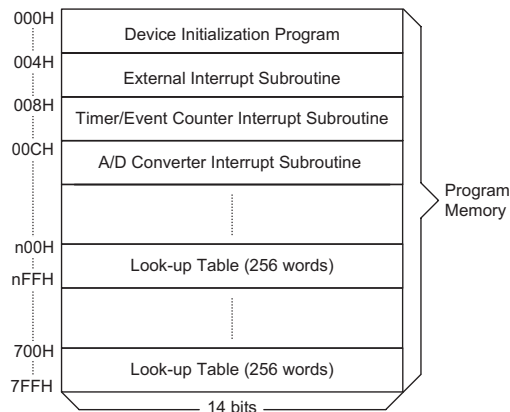 000H
Device Initialization Program
004H
External Interrupt Subroutine
008H
Timer/Event Counter Interrupt Subroutine
00CH
A/D Converter Interrupt Subroutine
Program
Memory
n00H
Look-up Table (256 words)
nFFH
700H
Look-up Table (256 words)
7FFH
14 bits